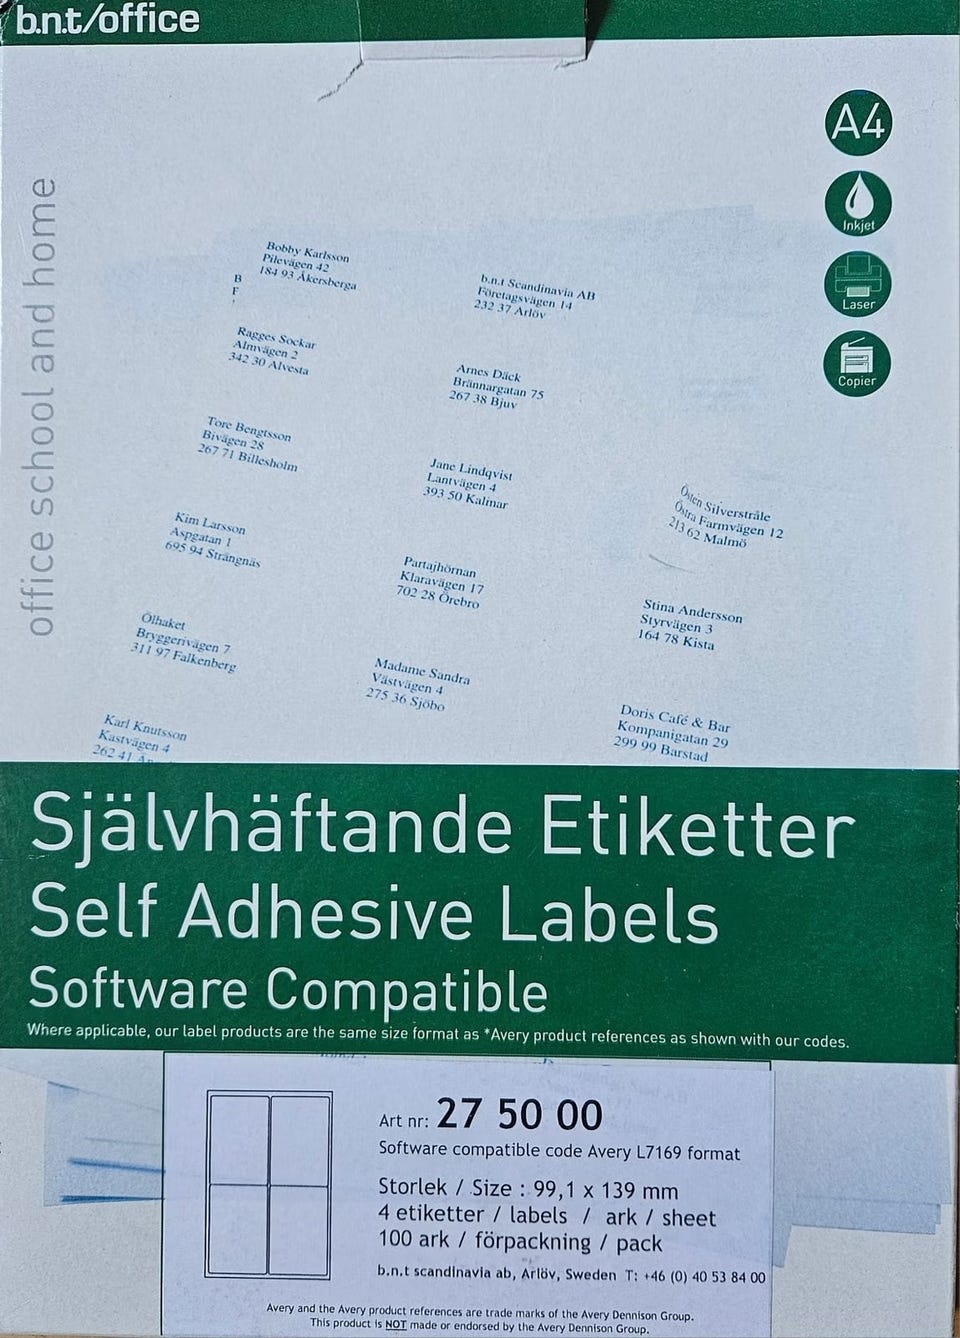 b.n.t/office
A4
Inkjet
Laser
Copier
office school and home
Bobby Karlsson
Pilevägen 42
184 93 Åkersberga
B
F
b.n.t Scandinavia AB
Företagsvägen 14
232 37 Arlöv
Ragges Sockar
Almvägen 2
342 30 Alvesta
Arnes Däck
Brännargatan 75
267 38 Bjuv
Tore Bengtsson
Bivägen 28
267 71 Billesholm
Jane Lindqvist
Lantvägen 4
393 50 Kalmar
Östen Silverstråle
Östra Farmvägen 12
213 62 Malmö
Kim Larsson
Aspgatan 1
695 94 Strängnäs
Partajhörnan
Klaravägen 17
702 28 Örebro
Stina Andersson
Styrvägen 3
164 78 Kista
Ölhaket
Bryggerivägen 7
311 97 Falkenberg
Madame Sandra
Västvägen 4
275 36 Sjöbo
Doris Café & Bar
Kompanigatan 29
299 99 Barstad
Karl Knutsson
Kastvägen 4
262 41
Självhäftande Etiketter
Self Adhesive Labels
Software Compatible
Where applicable, our label products are the same size format as *Avery product references as shown with our codes.
Art nr: 27 50 00
Software compatible code Avery L7169 format
Storlek / Size : 99,1 x 139 mm
4 etiketter / labels / ark / sheet
100 ark / förpackning / pack
b.n.t scandinavia ab, Arlöv, Sweden T: +46 (0) 40 53 84 00
Avery and the Avery product references are trade marks of the Avery Dennison Group.
This product is NOT made or endorsed by the Avery Dennison Group.